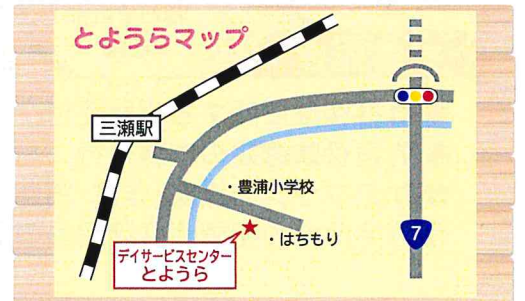 とようらマップ
三瀬駅
・豊浦小学校
・はちもり
7
デイサービスセンター
とようら